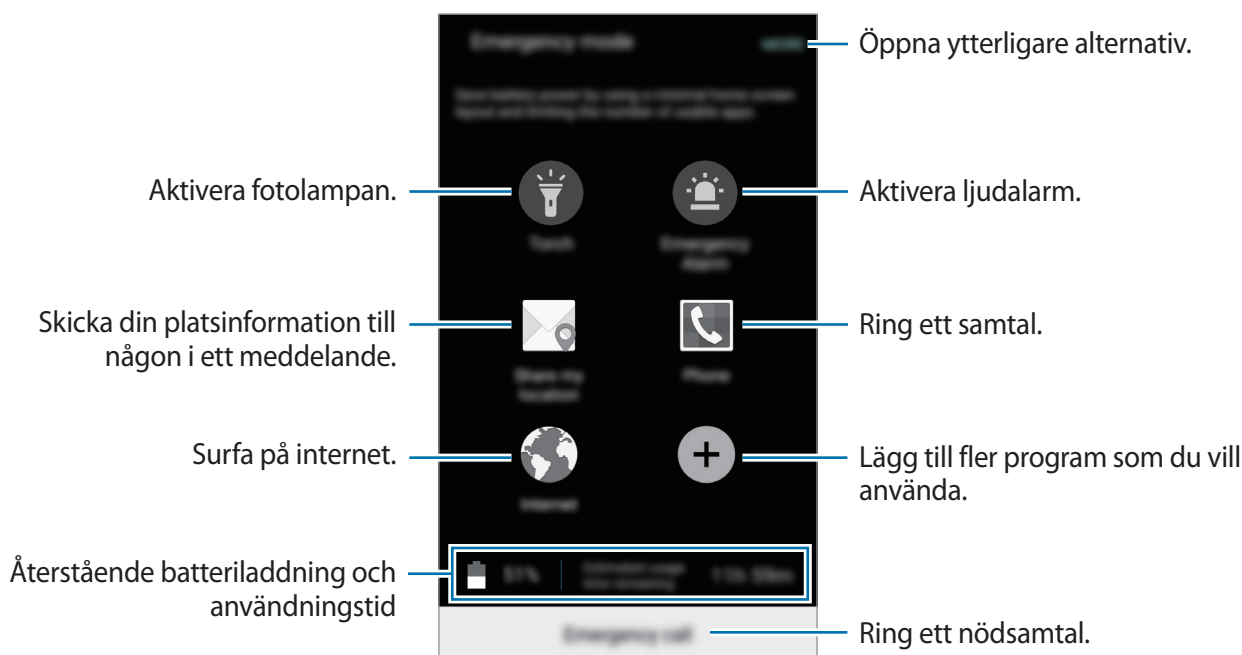 Emergency mode
MORE
Öppna ytterligare alternativ.
Save battery power by using a minimal home screen
layout and limiting the number of usable apps
Aktivera fotolampan.
Torch
Emergency
Alarm
Aktivera ljudalarm.
Skicka din platsinformation till
någon i ett meddelande.
Share my
location
Phone
Ring ett samtal.
Surfa på internet.
Internet
Lägg till fler program som du vill
använda.
Återstående batteriladdning och
användningstid
51%
Estimated usage
time remaining
11h 59m
Emergency call
Ring ett nödsamtal.